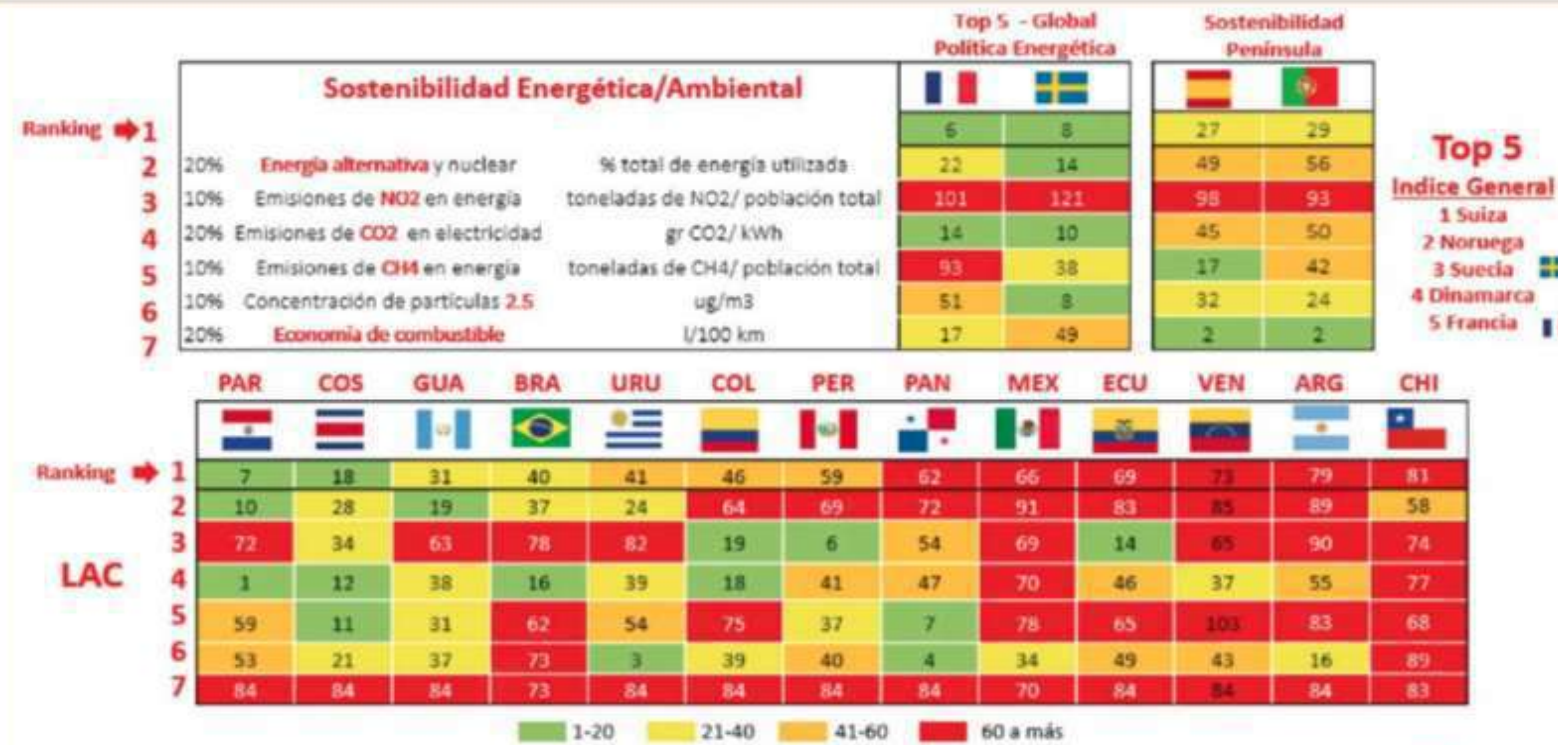 Top 5 - Global
Política Energética
Sostenibilidad
Península
Sostenibilidad Energética/Ambiental
Ranking 1 6 8 27 29
2 20% Energía alternativa y nuclear % total de energía utilizada 22 14 49 56
3 10% Emisiones de NO2 en energía toneladas de NO2/ población total 101 121 98 93
4 20% Emisiones de CO2 en electricidad gr CO2/ kWh 14 10 45 50
5 10% Emisiones de CH4 en energía toneladas de CH4/ población total 93 38 17 42
6 10% Concentración de partículas 2.5 ug/m3 51 8 32 24
7 20% Economía de combustible l/100 km 17 49 2 2
Top 5
Indice General
1 Suiza
2 Noruega
3 Suecia
4 Dinamarca
5 Francia
PAR COS GUA BRA URU COL PER PAN MEX ECU VEN ARG CHI
Ranking 1 7 18 31 40 41 46 59 62 66 69 73 79 81
2 10 28 19 37 24 64 69 72 91 83 85 89 58
3 72 34 63 78 82 19 6 54 69 14 65 90 74
LAC
4 1 12 38 16 39 18 41 47 70 46 37 55 77
5 59 11 31 62 54 75 37 7 78 65 103 83 68
6 53 21 37 73 3 39 40 4 34 49 43 16 89
7 84 84 84 73 84 84 84 84 70 84 84 84 83
1-20 21-40 41-60 60 a más